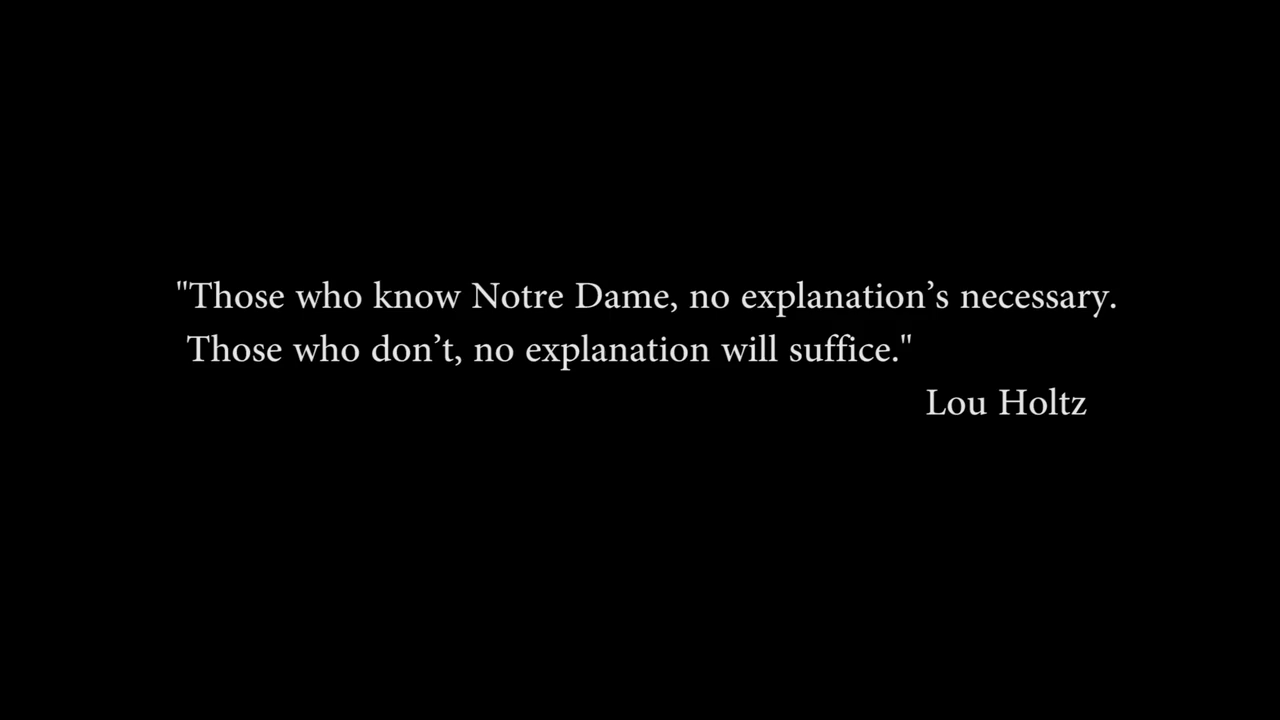 "Those who know Notre Dame, no explanation’s necessary.
Those who don’t, no explanation will suffice."
Lou Holtz